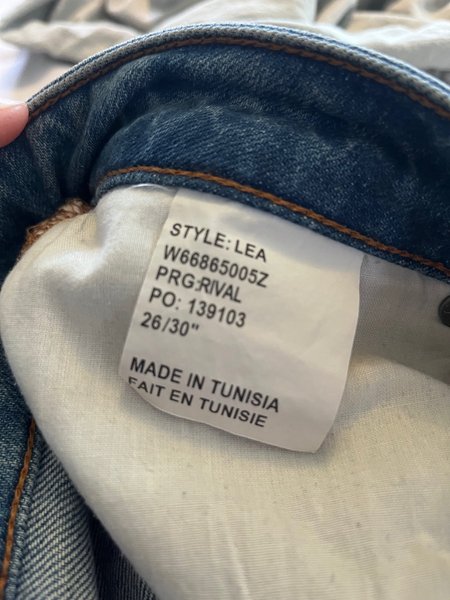 STYLE: LEA
W66865005Z
PRG:RIVAL
PO: 139103
26/30"
MADE IN TUNISIA
FAIT EN TUNISIE